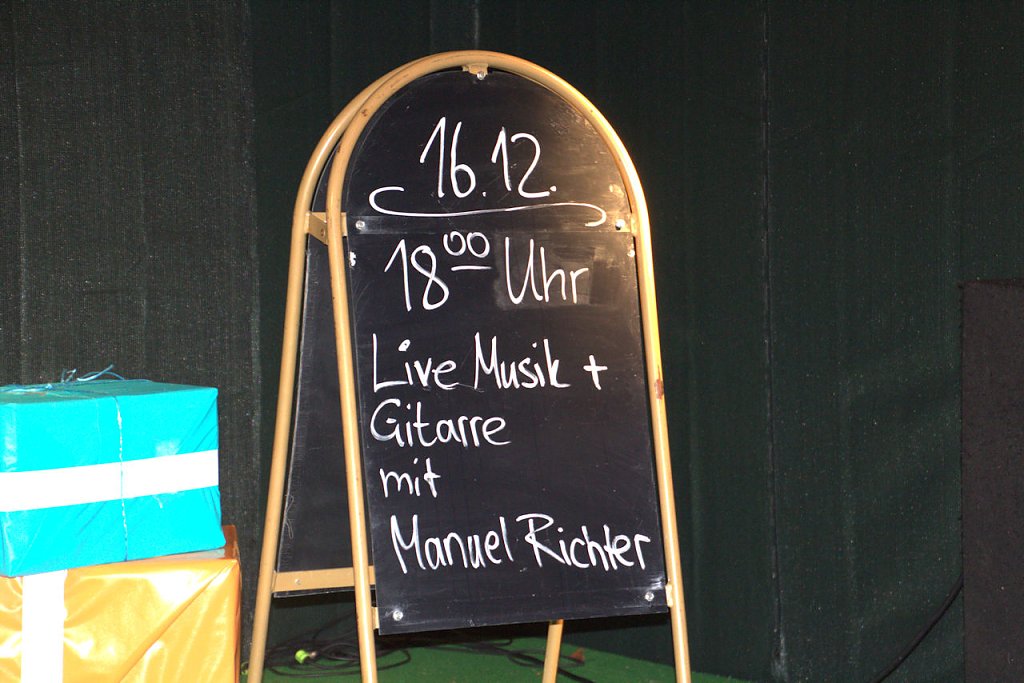 16.12.
18⁰⁰ Uhr
Live Musik +
Gitarre
mit
Manuel Richter